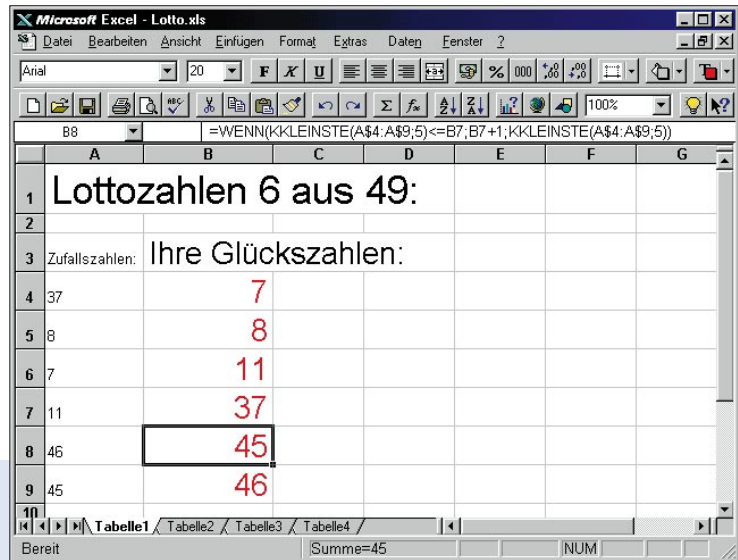 Microsoft Excel - Lotto.xls
Datei Bearbeiten Ansicht Einfügen Format Extras Daten Fenster ?
Arial 20 F K U % 000
ABC Σ fx A Z Z A 100%
B8 =WENN(KKLEINSTE(A$4:A$9;5)<=B7;B7+1;KKLEINSTE(A$4:A$9;5))
A B C D E F G
1 Lottozahlen 6 aus 49:
2
3 Zufallszahlen: Ihre Glückszahlen:
4 37 7
5 8 8
6 7 11
7 11 37
8 46 45
9 45 46
10
Tabelle1 Tabelle2 Tabelle3 Tabelle4
Bereit Summe=45 NUM